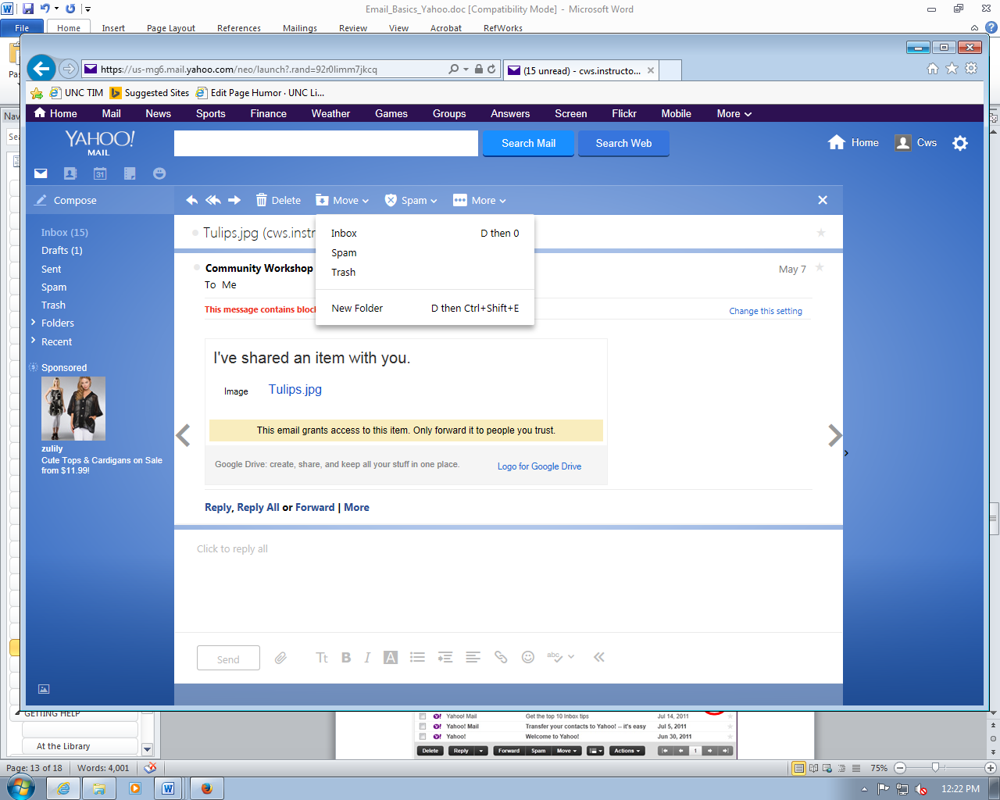 Email_Basics_Yahoo.doc [Compatibility Mode] - Microsoft Word
File Home Insert Page Layout References Mailings Review View Acrobat RefWorks
https://us-mg6.mail.yahoo.com/neo/launch?.rand=92r0limm7jkcq
(15 unread) - cws.instructo...
UNC TIM Suggested Sites Edit Page Humor · UNC Li...
Home Mail News Sports Finance Weather Games Groups Answers Screen Flickr Mobile More
YAHOO!
MAIL
Search Mail Search Web Home Cws
31
Compose Delete Move Spam More
Inbox (15)
Drafts (1)
Sent
Spam
Trash
Folders
Recent
Sponsored
zulily
Cute Tops & Cardigans on Sale
from $11.99!
Tulips.jpg (cws.instr
Inbox D then 0
Spam
Trash
New Folder D then Ctrl+Shift+E
Community Workshop May 7
To Me
This message contains bloc
Change this setting
I've shared an item with you.
Image Tulips.jpg
This email grants access to this item. Only forward it to people you trust.
Google Drive: create, share, and keep all your stuff in one place. Logo for Google Drive
Reply, Reply All or Forward | More
Click to reply all
Send Tt B I A abc
GETTING HELP
At the Library
Yahoo! Mail Get the top 10 Inbox tips Jul 14, 2011
Yahoo! Mail Transfer your contacts to Yahoo! -- it's easy Jul 5, 2011
Yahoo! Welcome to Yahoo! Jun 30, 2011
Delete Reply Forward Spam Move Actions 1
Page: 13 of 18 Words: 4,001 75%
12:22 PM